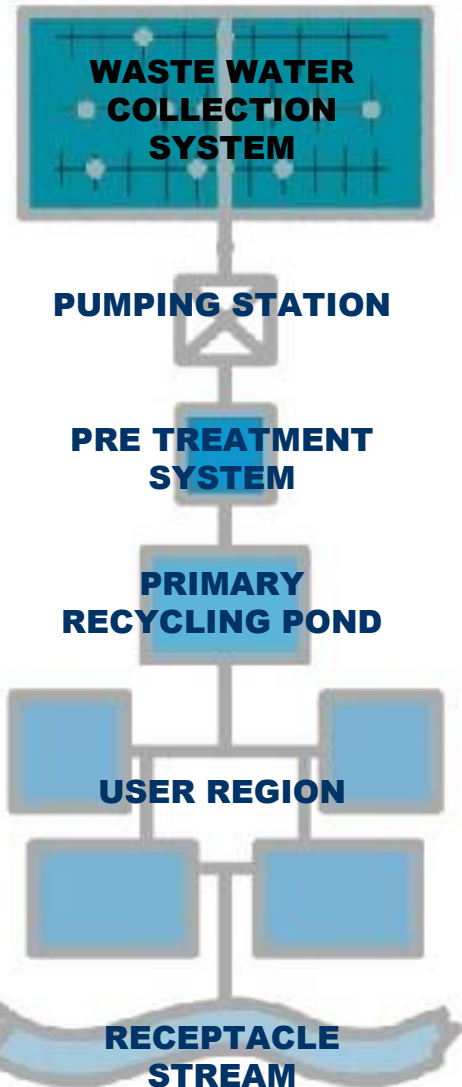 WASTE WATER
COLLECTION
SYSTEM
PUMPING STATION
PRE TREATMENT
SYSTEM
PRIMARY
RECYCLING POND
USER REGION
RECEPTACLE
STREAM